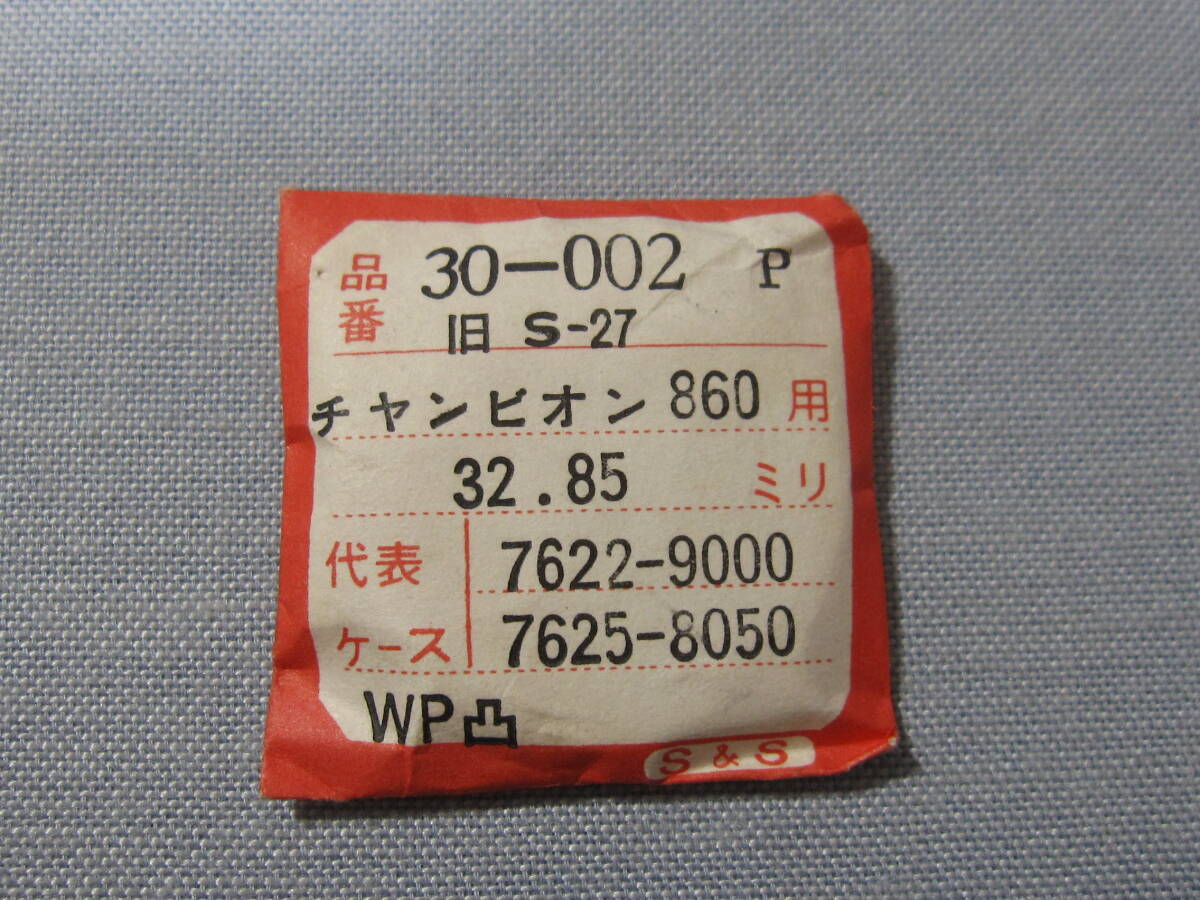 品番 30-002 P
旧 S-27
チヤンピオン 860 用
32.85 ミリ
代表 7622-9000
ケース 7625-8050
WP凸
S & S